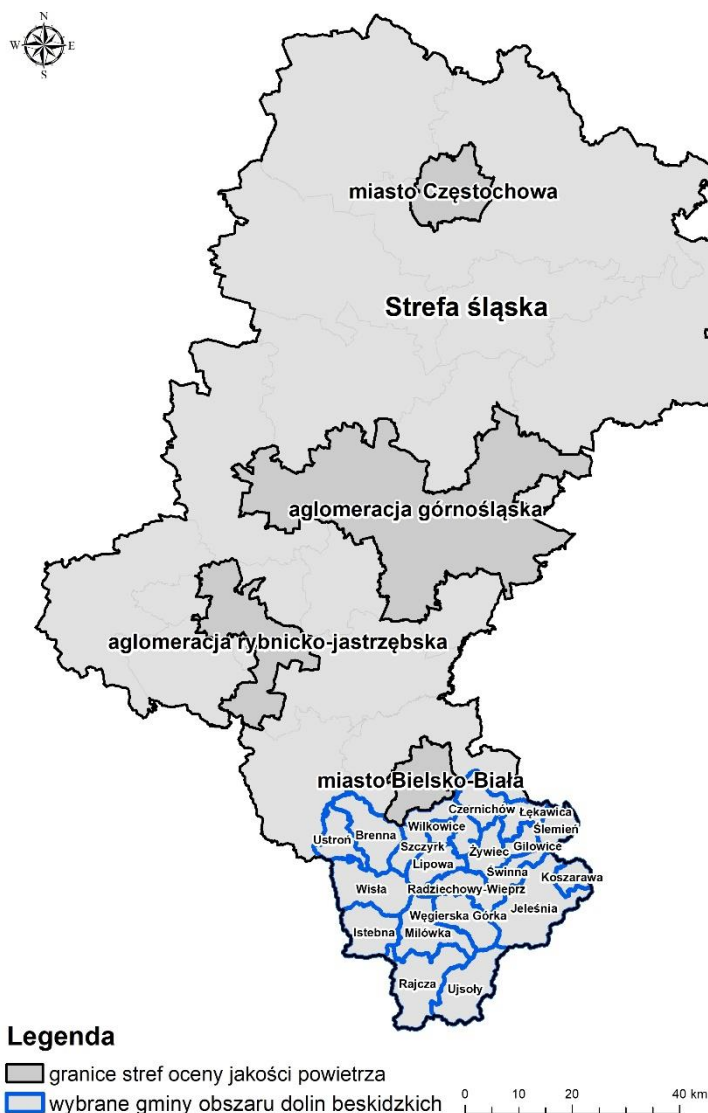 N
W E
S
miasto Częstochowa
Strefa śląska
aglomeracja górnośląska
aglomeracja rybnicko-jastrzębska
miasto Bielsko-Biała
Czernichów
Łękawica
Wilkowice
Ślemień
Ustroń
Brenna
Szczyrk
Żywiec
Gilowice
Lipowa
Świnna
Koszarawa
Wisła
Radziechowy-Wieprz
Jeleśnia
Węgierska Górka
Istebna
Milówka
Rajcza
Ujsoły
Legenda
granice stref oceny jakości powietrza
wybrane gminy obszaru dolin beskidzkich
0 10 20 40 km